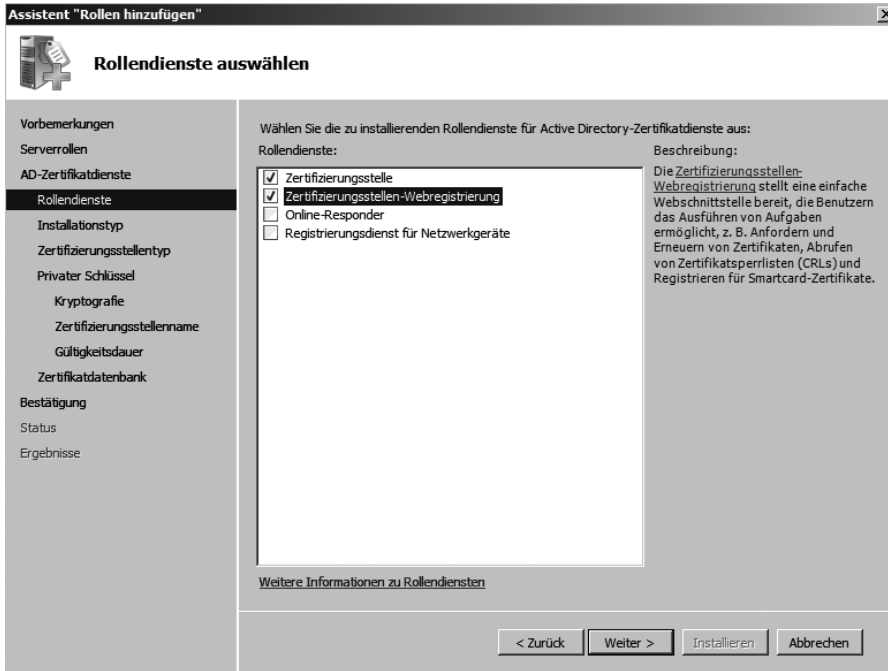 Assistent "Rollen hinzufügen"
Rollendienste auswählen
Vorbemerkungen
Serverrollen
AD-Zertifikatdienste
Rollendienste
Installationstyp
Zertifizierungsstellentyp
Privater Schlüssel
Kryptografie
Zertifizierungsstellenname
Gültigkeitsdauer
Zertifikatdatenbank
Bestätigung
Status
Ergebnisse
Wählen Sie die zu installierenden Rollendienste für Active Directory-Zertifikatdienste aus:
Rollendienste:
Zertifizierungsstelle
Zertifizierungsstellen-Webregistrierung
Online-Responder
Registrierungsdienst für Netzwerkgeräte
Weitere Informationen zu Rollendiensten
Beschreibung:
Die Zertifizierungsstellen-
Webregistrierung stellt eine einfache
Webschnittstelle bereit, die Benutzern
das Ausführen von Aufgaben
ermöglicht, z. B. Anfordern und
Erneuern von Zertifikaten, Abrufen
von Zertifikatsperrlisten (CRLs) und
Registrieren für Smartcard-Zertifikate.
< Zurück
Weiter >
Installieren
Abbrechen